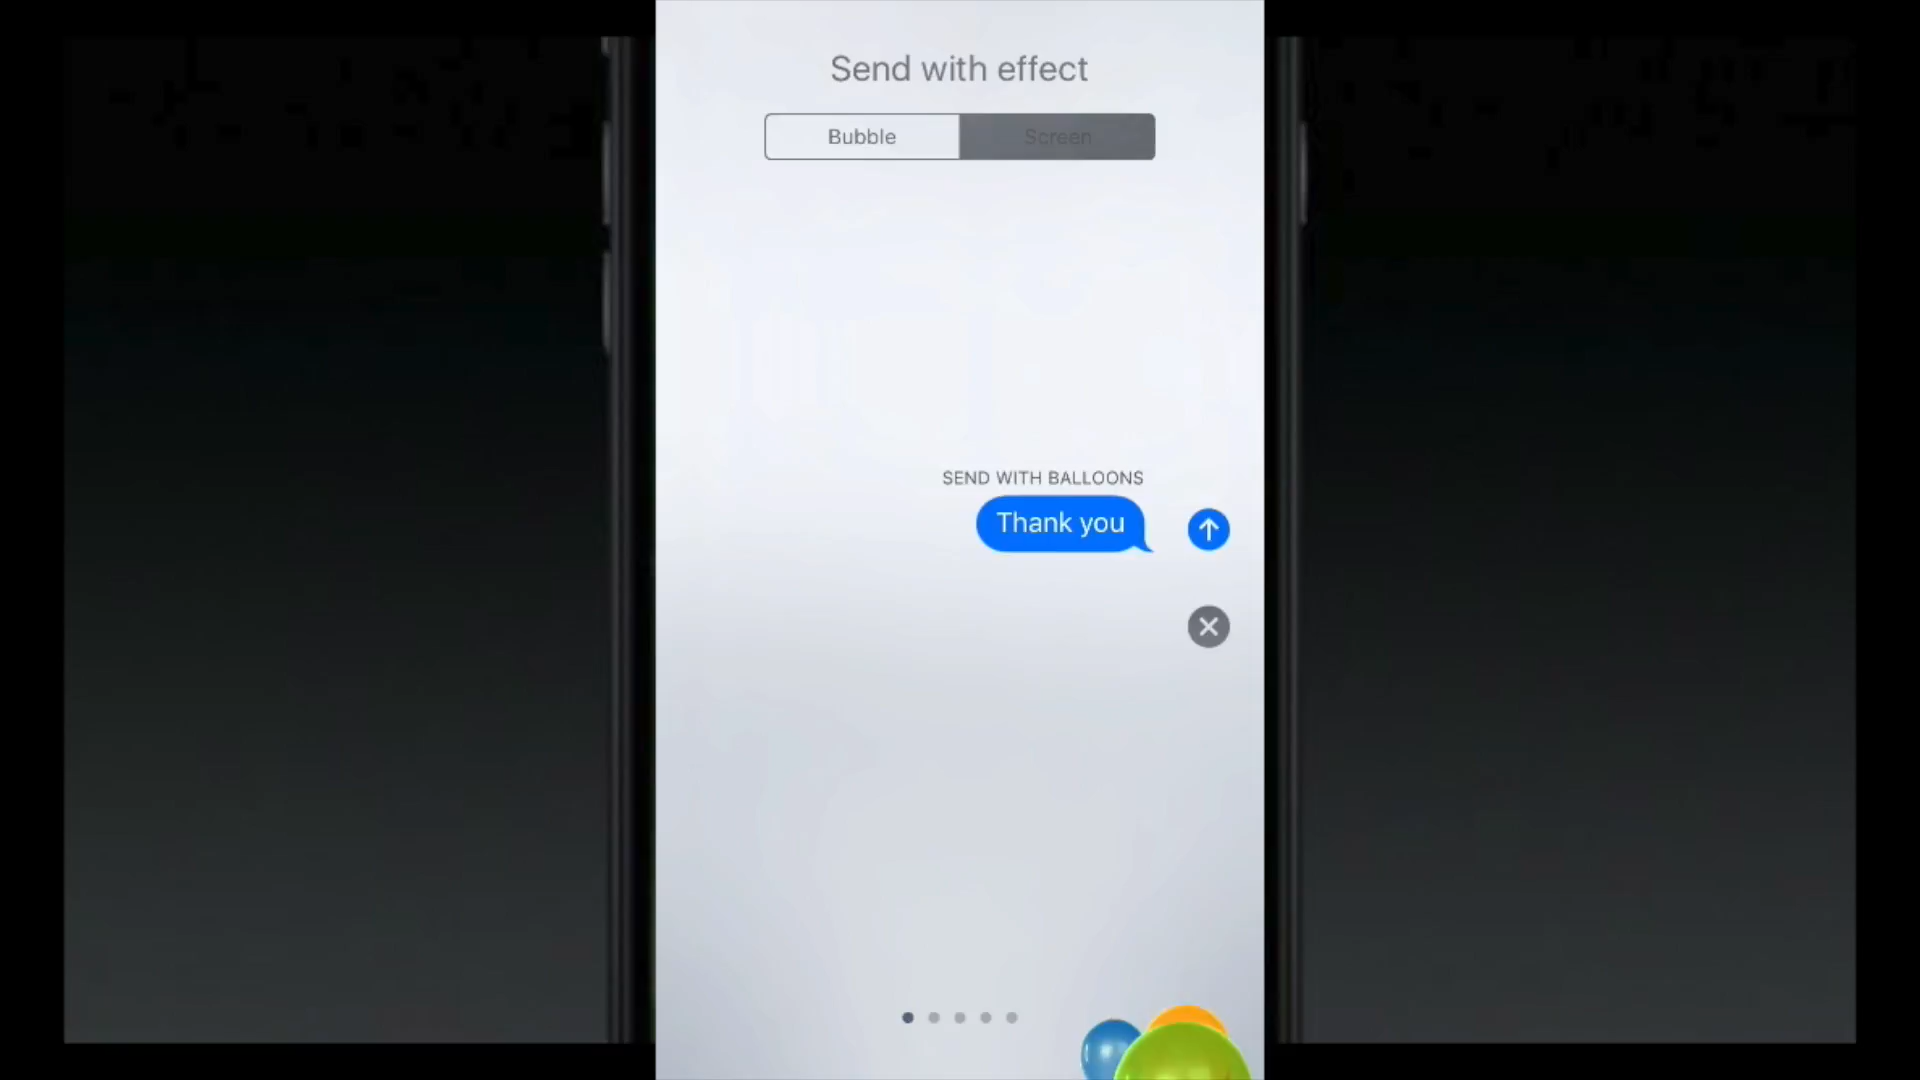 Send with effect
Bubble
Screen
SEND WITH BALLOONS
Thank you